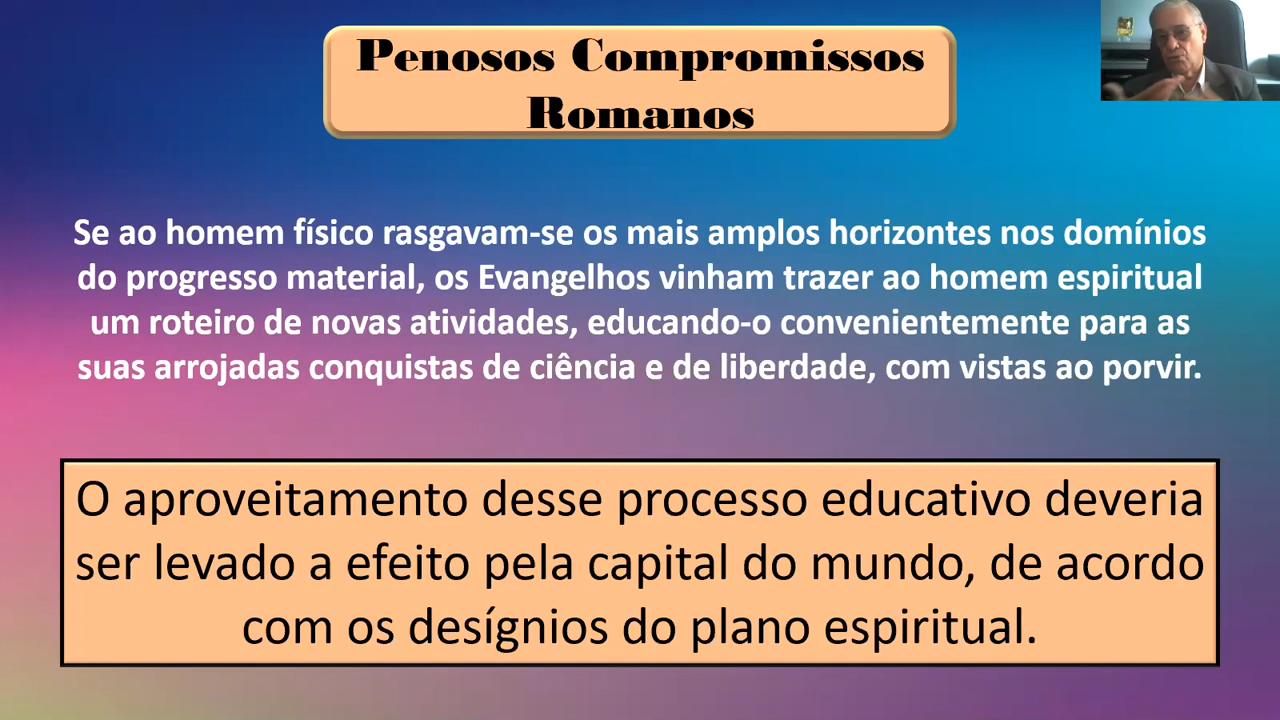 Penosos Compromissos
Romanos
Se ao homem físico rasgavam-se os mais amplos horizontes nos domínios
do progresso material, os Evangelhos vinham trazer ao homem espiritual
um roteiro de novas atividades, educando-o convenientemente para as
suas arrojadas conquistas de ciência e de liberdade, com vistas ao porvir.
O aproveitamento desse processo educativo deveria
ser levado a efeito pela capital do mundo, de acordo
com os desígnios do plano espiritual.